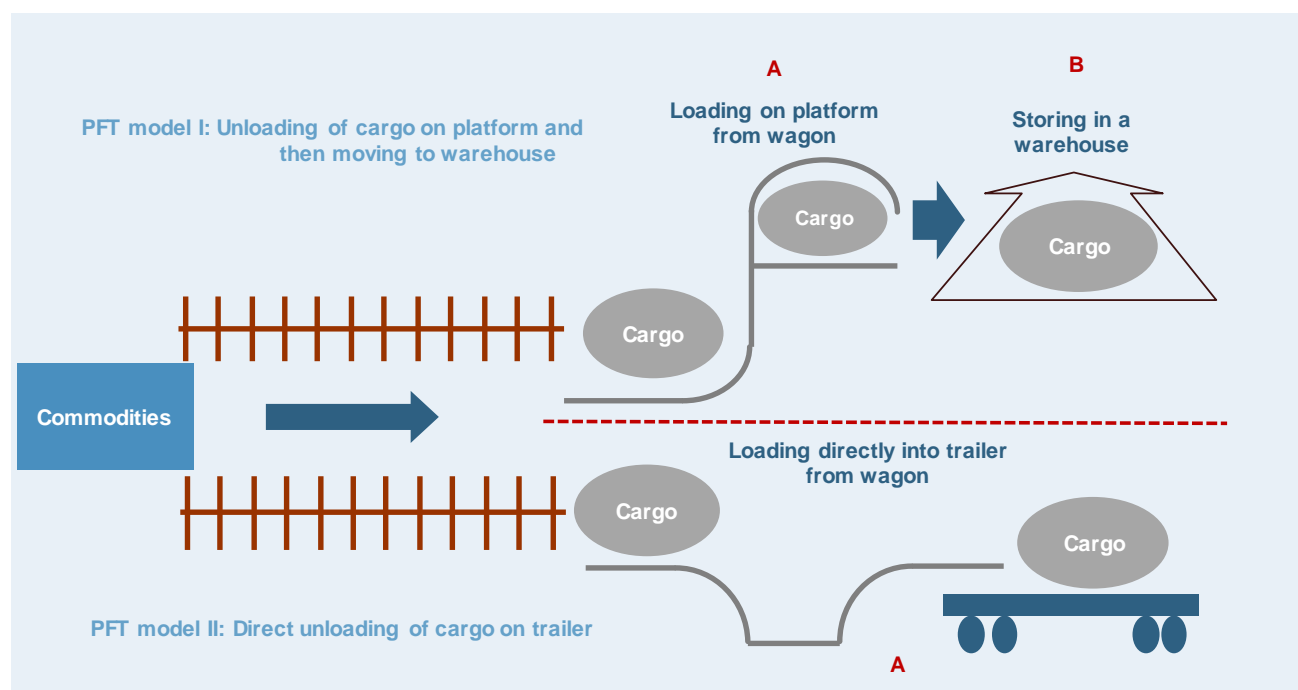 A
B
PFT model I: Unloading of cargo on platform and
then moving to warehouse
Loading on platform
from wagon
Storing in a
warehouse
Cargo
Cargo
Cargo
Commodities
Loading directly into trailer
from wagon
Cargo
Cargo
PFT model II: Direct unloading of cargo on trailer
A